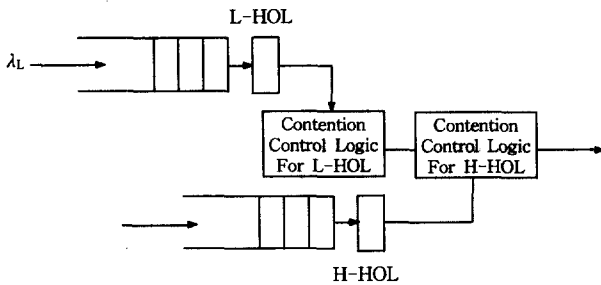 L-HOL
λL
Contention
Control Logic
For L-HOL
Contention
Control Logic
For H-HOL
H-HOL